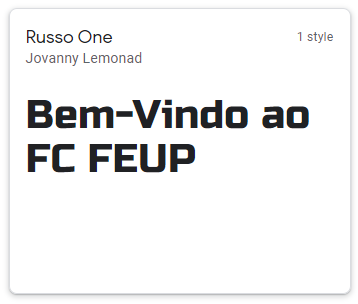 Russo One
1 style
Jovanny Lemonad
Bem-Vindo ao
FC FEUP